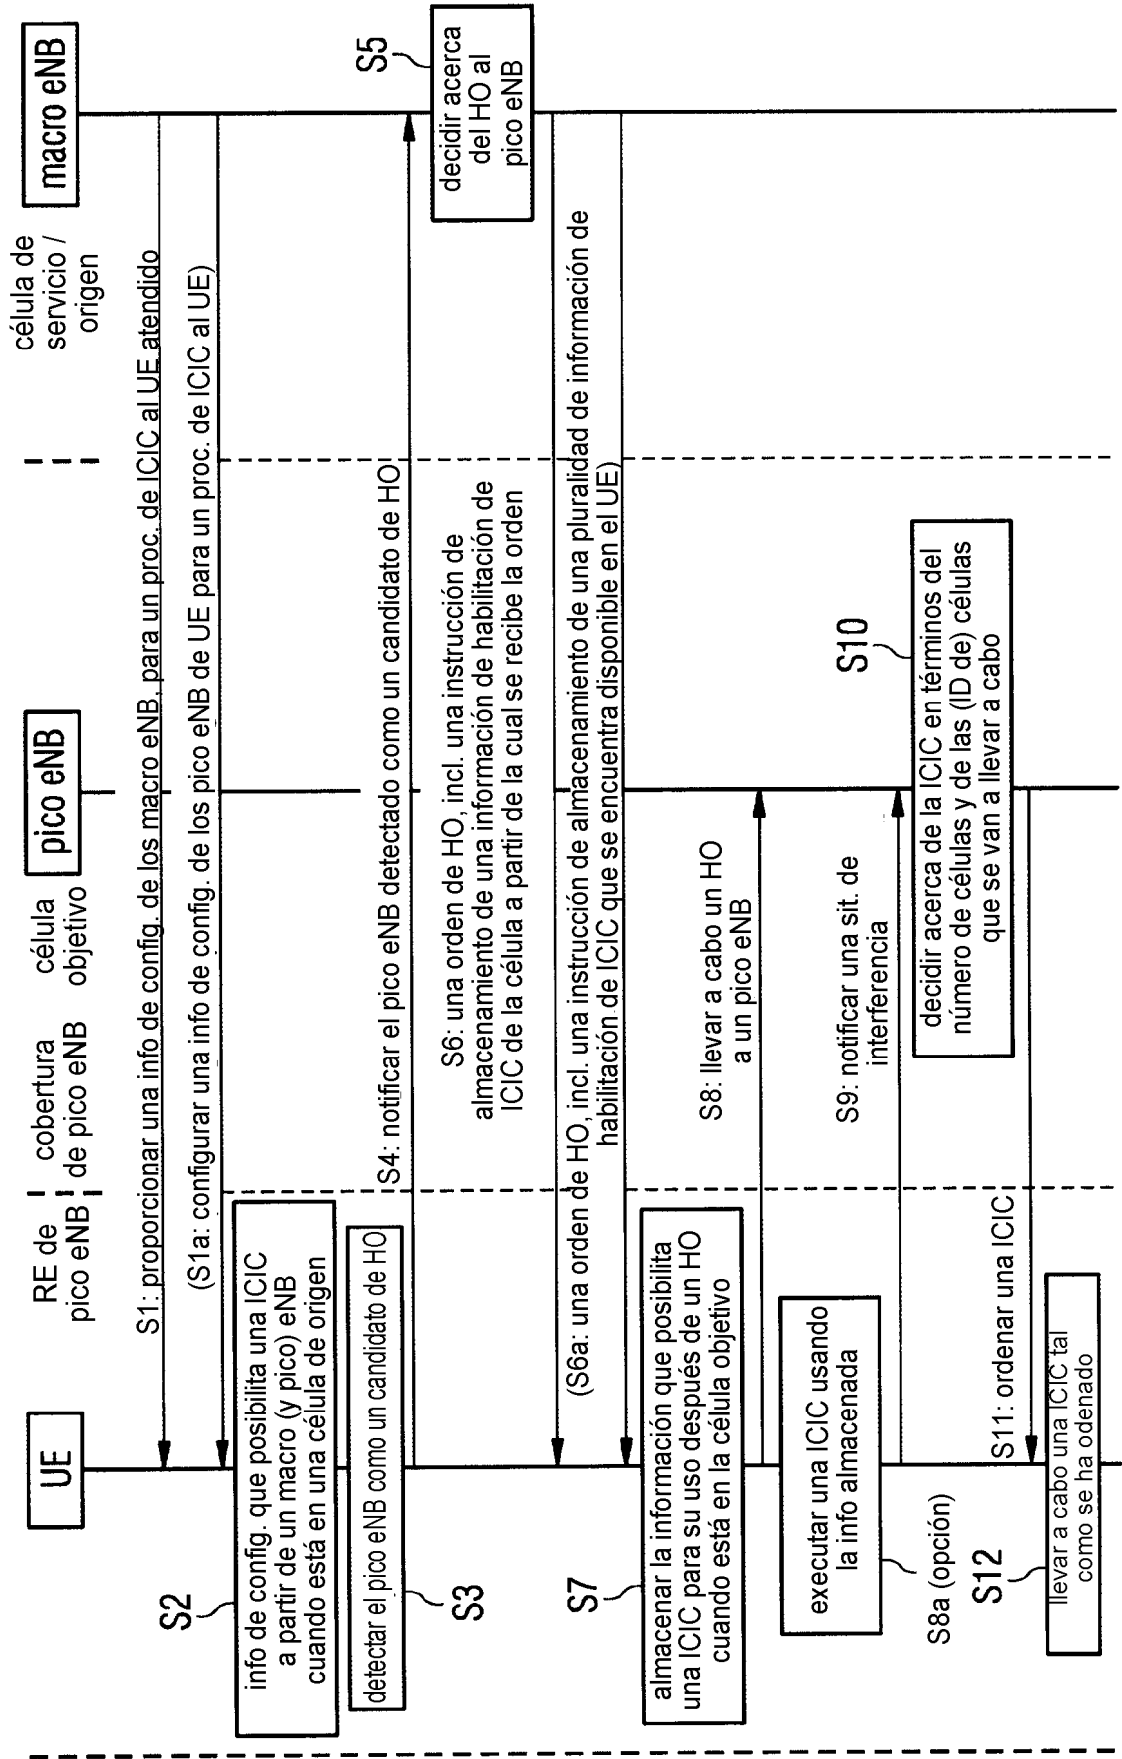 UE
RE de
pico eNB
cobertura
de pico eNB
célula
objetivo
pico eNB
célula de
servicio /
origen
macro eNB
S1: proporcionar una info de config. de los macro eNB, para un proc. de ICIC al UE atendido
(S1a: configurar una info de config. de los pico eNB de UE para un proc. de ICIC al UE)
S2
info de config. que posibilita una ICIC
a partir de un macro (y pico) eNB
cuando está en una célula de origen
detectar el pico eNB como un candidato de HO
S3
S4: notificar el pico eNB detectado como un candidato de HO
S5
decidir acerca
del HO al
pico eNB
S6: una orden de HO, incl. una instrucción de
almacenamiento de una información de habilitación de
ICIC de la célula a partir de la cual se recibe la orden
(S6a: una orden de HO, incl. una instrucción de almacenamiento de una pluralidad de información de
habilitación de ICIC que se encuentra disponible en el UE)
S7
almacenar la información que posibilita
una ICIC para su uso después de un HO
cuando está en la célula objetivo
S8: llevar a cabo un HO
a un pico eNB
executar una ICIC usando
la info almacenada
S8a (opción)
S9: notificar una sit. de
interferencia
S10
decidir acerca de la ICIC en términos del
número de células y de las (ID de) células
que se van a llevar a cabo
S11: ordenar una ICIC
S12
llevar a cabo una ICIC tal
como se ha odenado